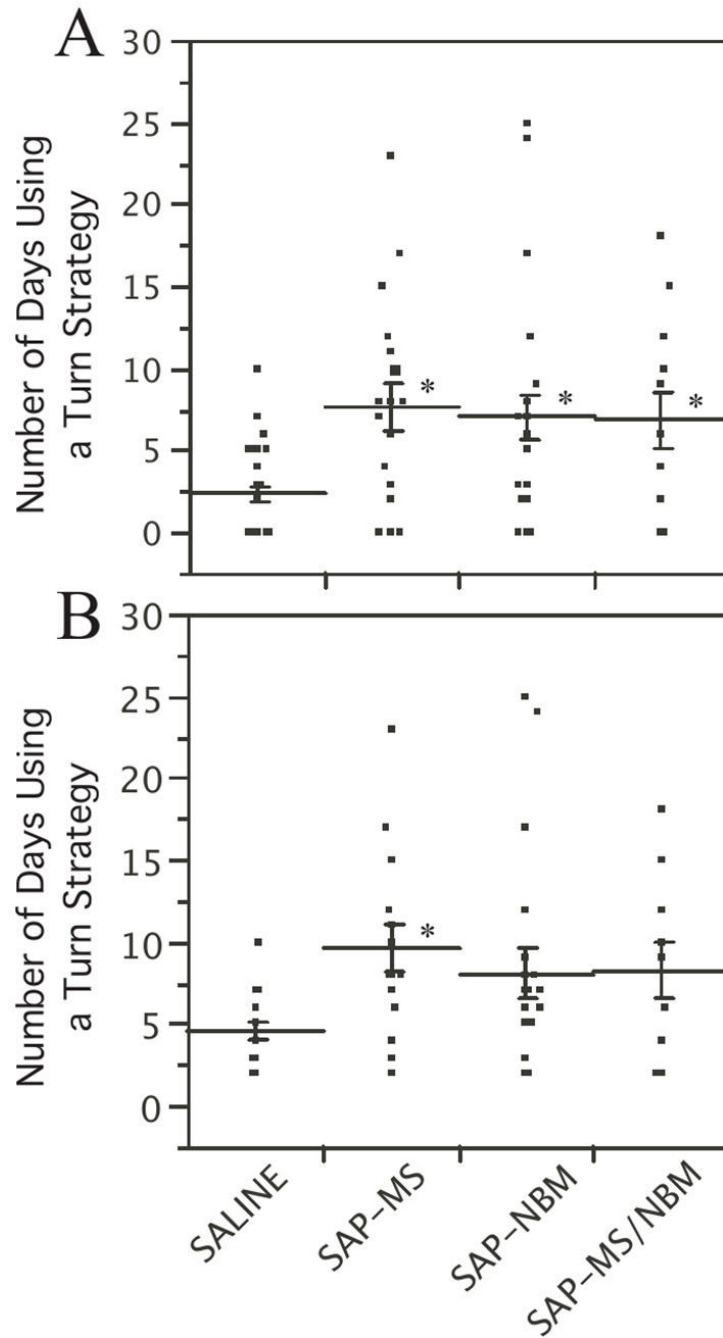 A
30
25
20
15
10
5
0
Number of Days Using
a Turn Strategy
*
*
*
B
30
25
20
15
10
5
0
Number of Days Using
a Turn Strategy
*
SALINE
SAP-MS
SAP-NBM
SAP-MS/NBM